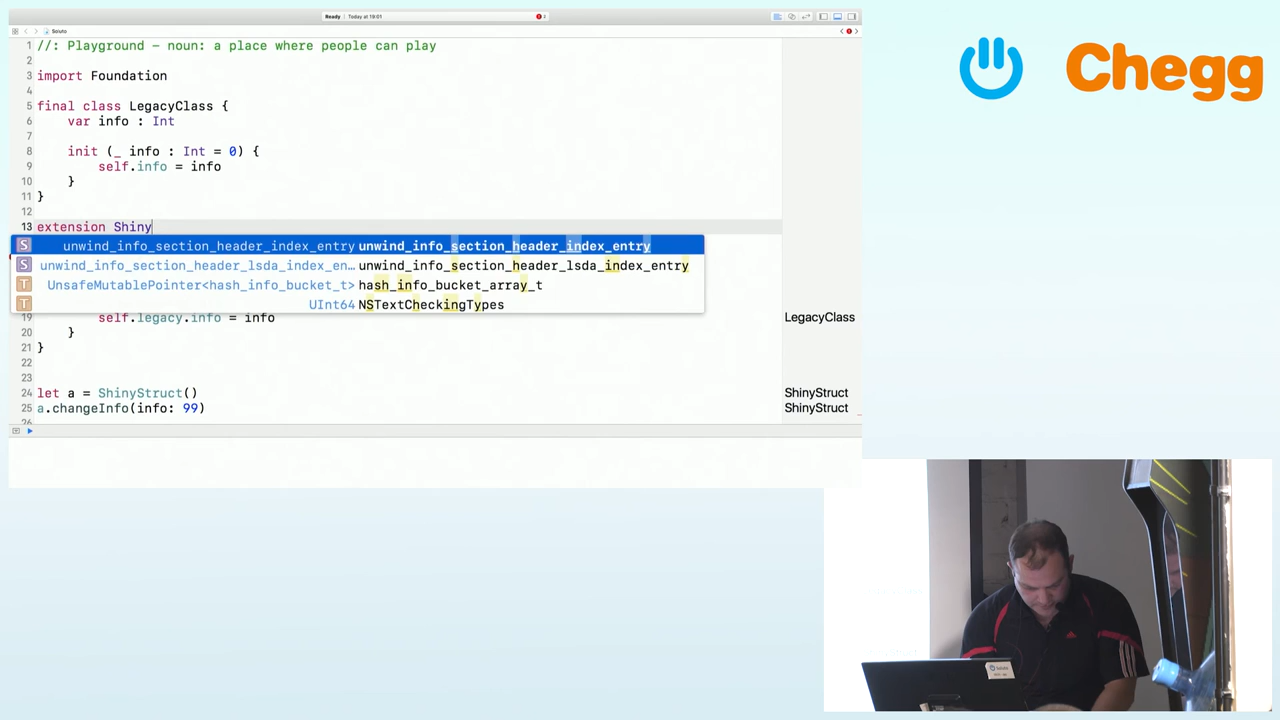 Ready | Today at 19:01
2
Soluto
1 //: Playground - noun: a place where people can play
2
3 import Foundation
4
5 final class LegacyClass {
6 var info : Int
7
8 init (_ info : Int = 0) {
9 self.info = info
10 }
11 }
12
13 extension Shiny
unwind_info_section_header_index_entry unwind_info_section_header_index_entry
unwind_info_section_header_lsda_index_en... unwind_info_section_header_lsda_index_entry
UnsafeMutablePointer<hash_info_bucket_t> hash_info_bucket_array_t
UInt64 NSTextCheckingTypes
19 self.legacy.info = info LegacyClass
20 }
21 }
22
23
24 let a = ShinyStruct() ShinyStruct
25 a.changeInfo(info: 99) ShinyStruct
26
Chegg